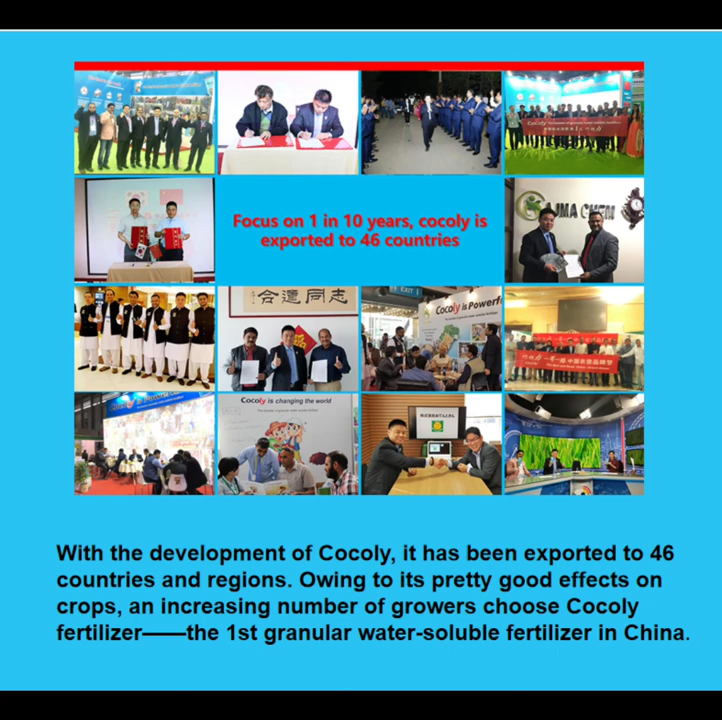 Focus on 1 in 10 years, cocoly is
exported to 46 countries
AJMA CHEM
EXIT
志同道合
Cocoly is Powerf
Cocoly is changing the world
With the development of Cocoly, it has been exported to 46
countries and regions. Owing to its pretty good effects on
crops, an increasing number of growers choose Cocoly
fertilizer——the 1st granular water-soluble fertilizer in China.